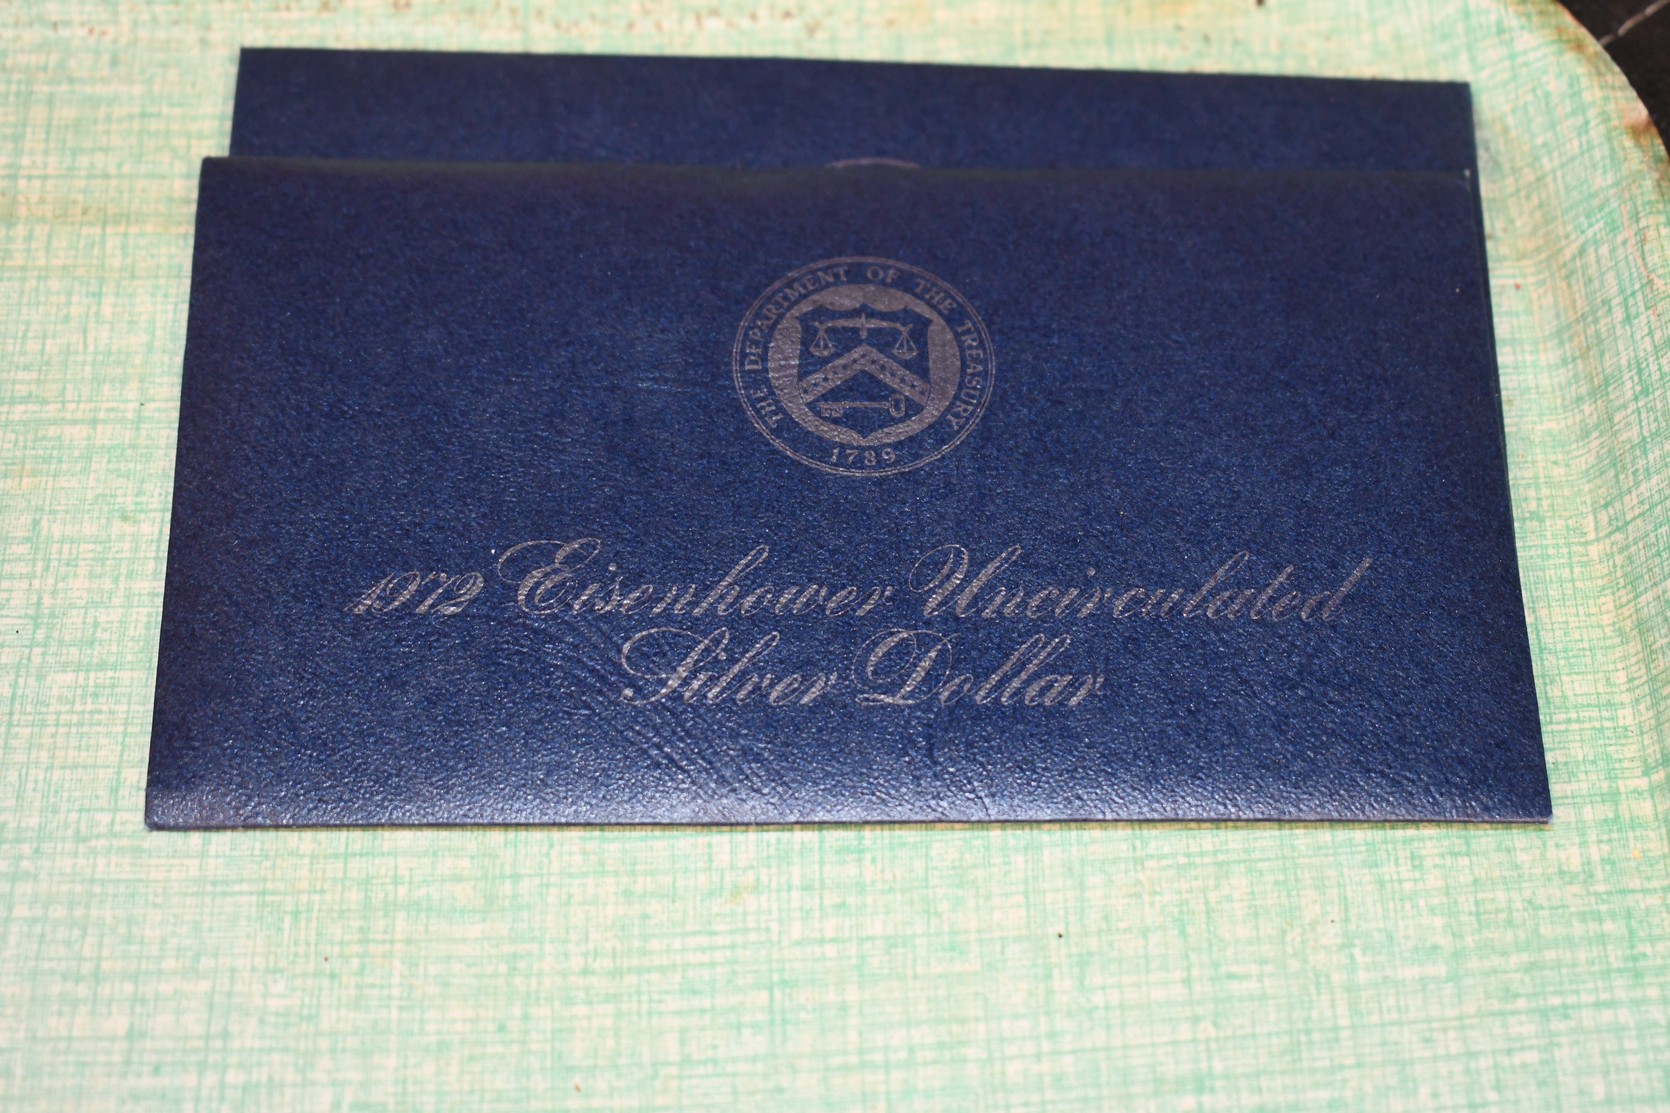 THE DEPARTMENT OF THE TREASURY
1789
1972 Eisenhower Uncirculated
Silver Dollar